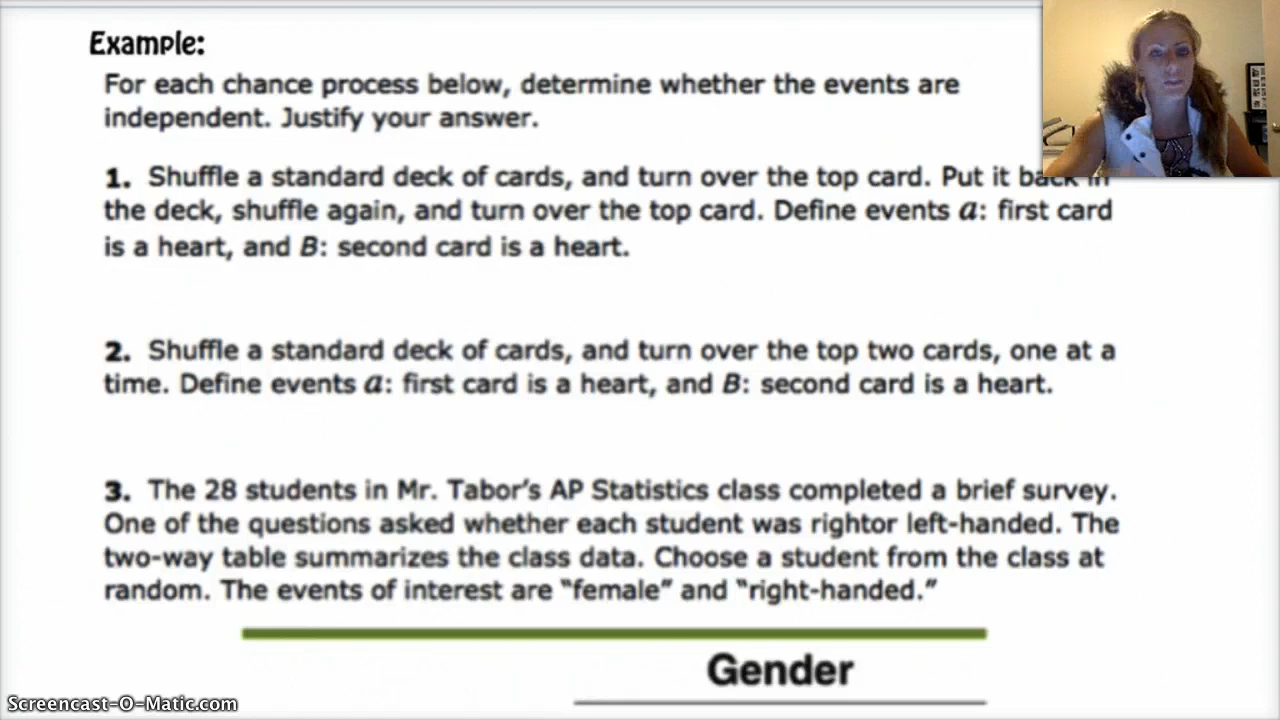 Example:
For each chance process below, determine whether the events are
independent. Justify your answer.
1. Shuffle a standard deck of cards, and turn over the top card. Put it back in
the deck, shuffle again, and turn over the top card. Define events a: first card
is a heart, and B: second card is a heart.
2. Shuffle a standard deck of cards, and turn over the top two cards, one at a
time. Define events a: first card is a heart, and B: second card is a heart.
3. The 28 students in Mr. Tabor's AP Statistics class completed a brief survey.
One of the questions asked whether each student was rightor left-handed. The
two-way table summarizes the class data. Choose a student from the class at
random. The events of interest are “female” and “right-handed.”
Gender
Screencast-O-Matic.com